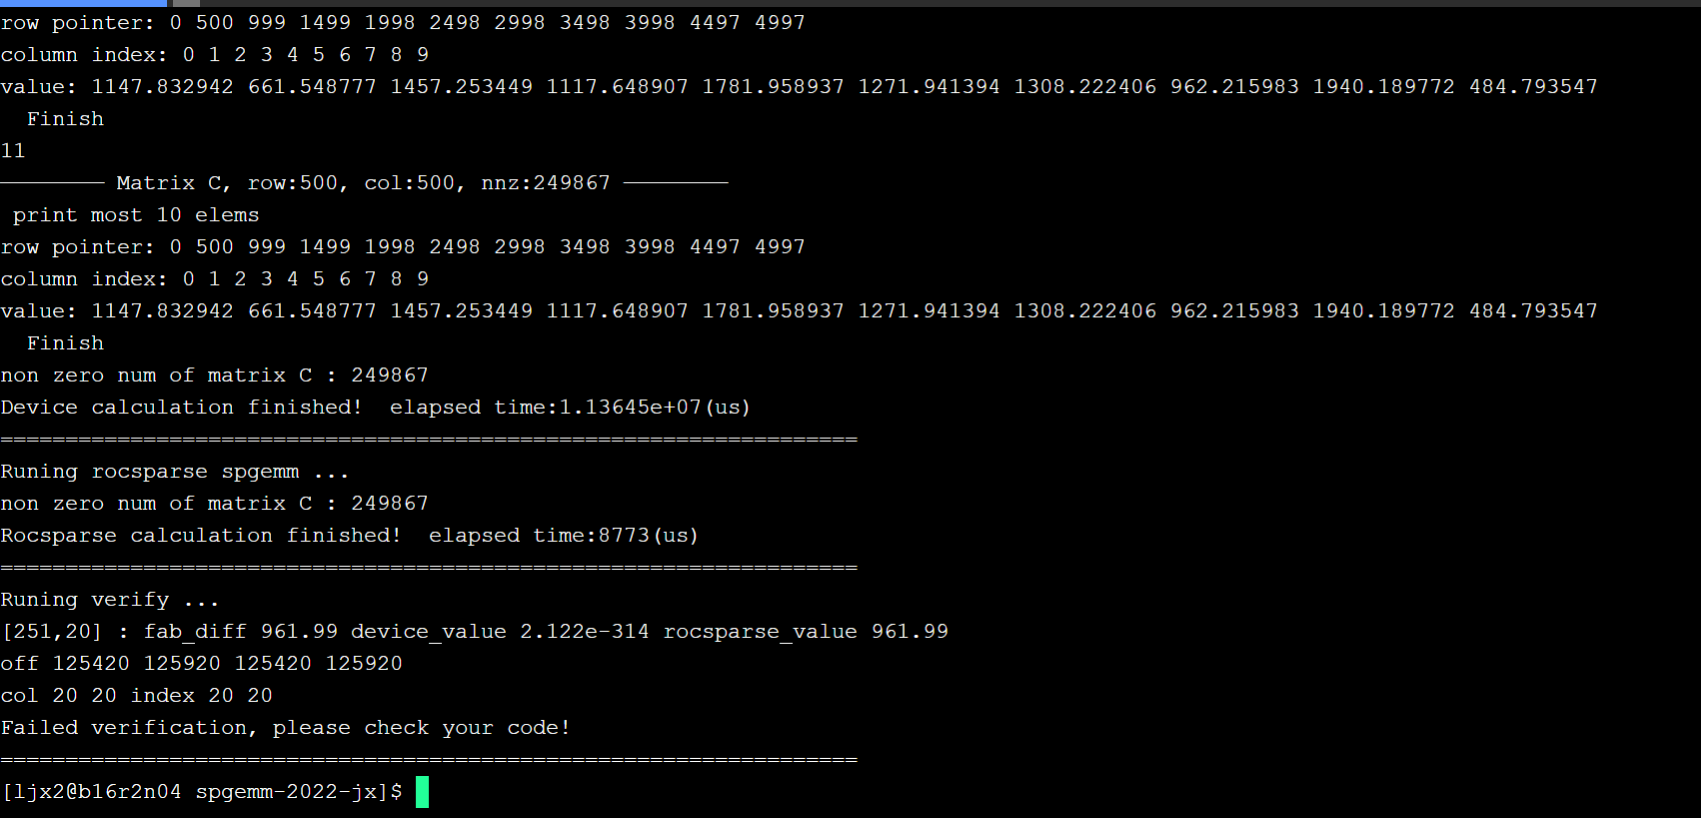 row pointer: 0 500 999 1499 1998 2498 2998 3498 3998 4497 4997
column index: 0 1 2 3 4 5 6 7 8 9
value: 1147.832942 661.548777 1457.253449 1117.648907 1781.958937 1271.941394 1308.222406 962.215983 1940.189772 484.793547
  Finish
11
———————— Matrix C, row:500, col:500, nnz:249867 ————————
 print most 10 elems
row pointer: 0 500 999 1499 1998 2498 2998 3498 3998 4497 4997
column index: 0 1 2 3 4 5 6 7 8 9
value: 1147.832942 661.548777 1457.253449 1117.648907 1781.958937 1271.941394 1308.222406 962.215983 1940.189772 484.793547
  Finish
non zero num of matrix C : 249867
Device calculation finished!  elapsed time:1.13645e+07(us)
==================================================================
Runing rocsparse spgemm ...
non zero num of matrix C : 249867
Rocsparse calculation finished!  elapsed time:8773(us)
==================================================================
Runing verify ...
[251,20] : fab_diff 961.99 device_value 2.122e-314 rocsparse_value 961.99
off 125420 125920 125420 125920
col 20 20 index 20 20
Failed verification, please check your code!
==================================================================
[ljx2@b16r2n04 spgemm-2022-jx]$